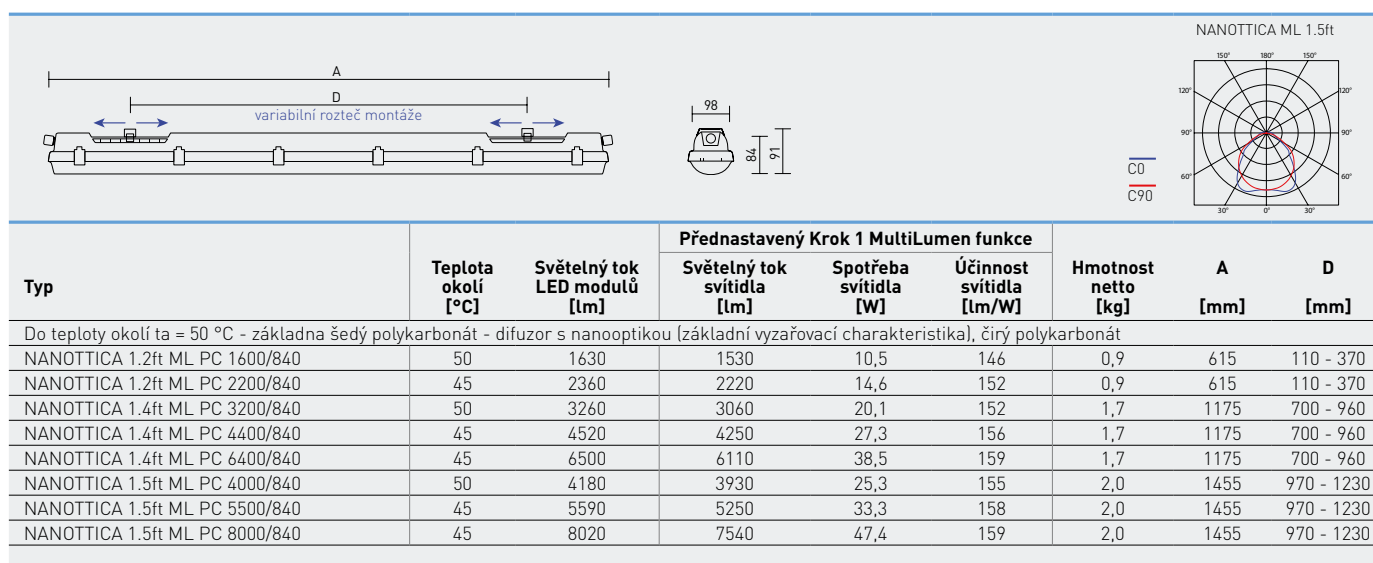 NANOTTICA ML 1.5ft
150° 180° 150°
120° 120°
90° 90°
60° 60°
30° 0° 30°
C0
C90
A
D
variabilní rozteč montáže
98
84
91
Přednastavený Krok 1 MultiLumen funkce
Typ
Teplota okolí [°C]
Světelný tok LED modulů [lm]
Světelný tok svítidla [lm]
Spotřeba svítidla [W]
Účinnost svítidla [lm/W]
Hmotnost netto [kg]
A [mm]
D [mm]
Do teploty okolí ta = 50 °C - základna šedý polykarbonát - difuzor s nanooptikou (základní vyzařovací charakteristika), čirý polykarbonát
NANOTTICA 1.2ft ML PC 1600/840 50 1630 1530 10,5 146 0,9 615 110 - 370
NANOTTICA 1.2ft ML PC 2200/840 45 2360 2220 14,6 152 0,9 615 110 - 370
NANOTTICA 1.4ft ML PC 3200/840 50 3260 3060 20,1 152 1,7 1175 700 - 960
NANOTTICA 1.4ft ML PC 4400/840 45 4520 4250 27,3 156 1,7 1175 700 - 960
NANOTTICA 1.4ft ML PC 6400/840 45 6500 6110 38,5 159 1,7 1175 700 - 960
NANOTTICA 1.5ft ML PC 4000/840 50 4180 3930 25,3 155 2,0 1455 970 - 1230
NANOTTICA 1.5ft ML PC 5500/840 45 5590 5250 33,3 158 2,0 1455 970 - 1230
NANOTTICA 1.5ft ML PC 8000/840 45 8020 7540 47,4 159 2,0 1455 970 - 1230